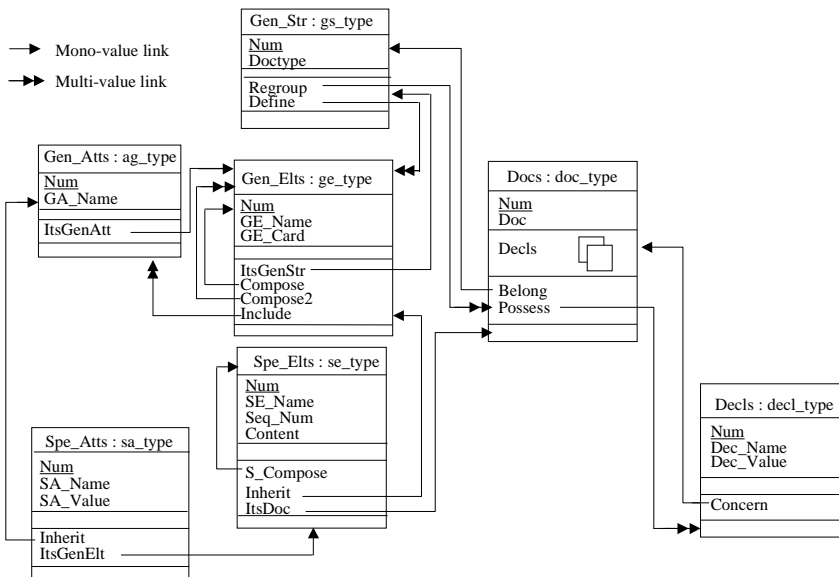 Mono-value link
Multi-value link
Gen_Str : gs_type
Num
Doctype
Regroup
Define
Gen_Atts : ag_type
Num
GA_Name
ItsGenAtt
Gen_Elts : ge_type
Num
GE_Name
GE_Card
ItsGenStr
Compose
Compose2
Include
Docs : doc_type
Num
Doc
Decls
Belong
Possess
Spe_Elts : se_type
Num
SE_Name
Seq_Num
Content
S_Compose
Inherit
ItsDoc
Decls : decl_type
Num
Dec_Name
Dec_Value
Concern
Spe_Atts : sa_type
Num
SA_Name
SA_Value
Inherit
ItsGenElt